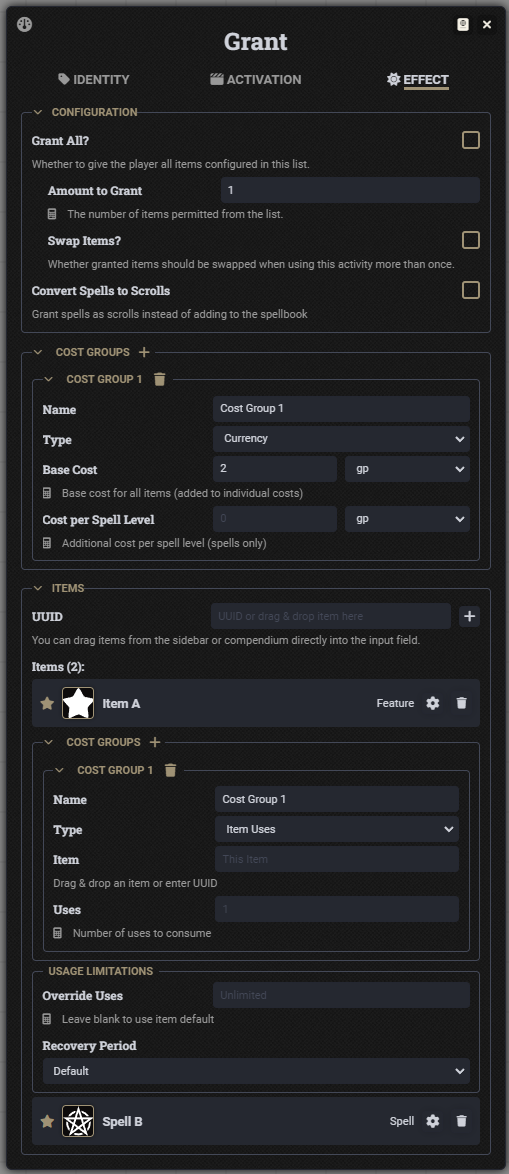 Grant
IDENTITY ACTIVATION EFFECT
CONFIGURATION
Grant All?
Whether to give the player all items configured in this list.
Amount to Grant 1
The number of items permitted from the list.
Swap Items?
Whether granted items should be swapped when using this activity more than once.
Convert Spells to Scrolls
Grant spells as scrolls instead of adding to the spellbook
COST GROUPS
COST GROUP 1
Name Cost Group 1
Type Currency
Base Cost 2 gp
Base cost for all items (added to individual costs)
Cost per Spell Level 0 gp
Additional cost per spell level (spells only)
ITEMS
UUID UUID or drag & drop item here
You can drag items from the sidebar or compendium directly into the input field.
Items (2):
Item A Feature
COST GROUPS
COST GROUP 1
Name Cost Group 1
Type Item Uses
Item This item
Drag & drop an item or enter UUID
Uses 1
Number of uses to consume
USAGE LIMITATIONS
Override Uses Unlimited
Leave blank to use item default
Recovery Period
Default
Spell B Spell